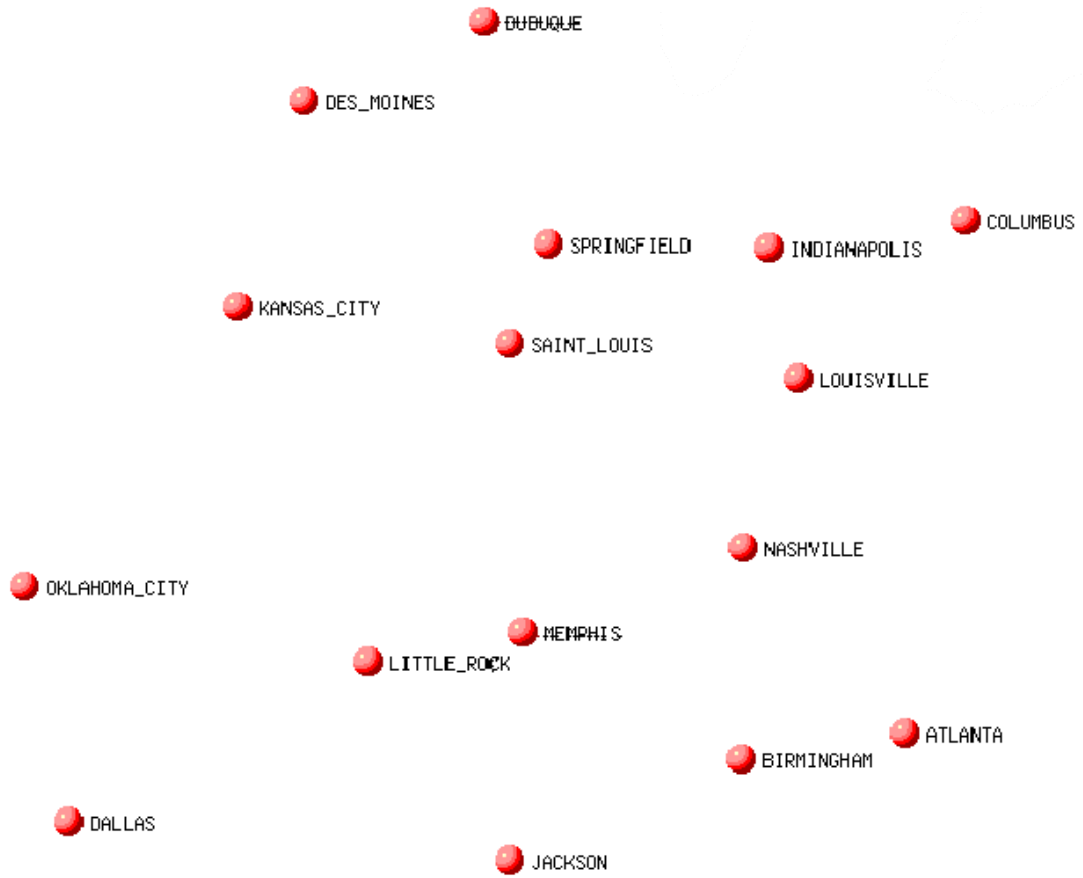 DUBUQUE
DES_MOINES
COLUMBUS
SPRINGFIELD
INDIANAPOLIS
KANSAS_CITY
SAINT_LOUIS
LOUISVILLE
NASHVILLE
OKLAHOMA_CITY
MEMPHIS
LITTLE_ROCK
ATLANTA
BIRMINGHAM
DALLAS
JACKSON